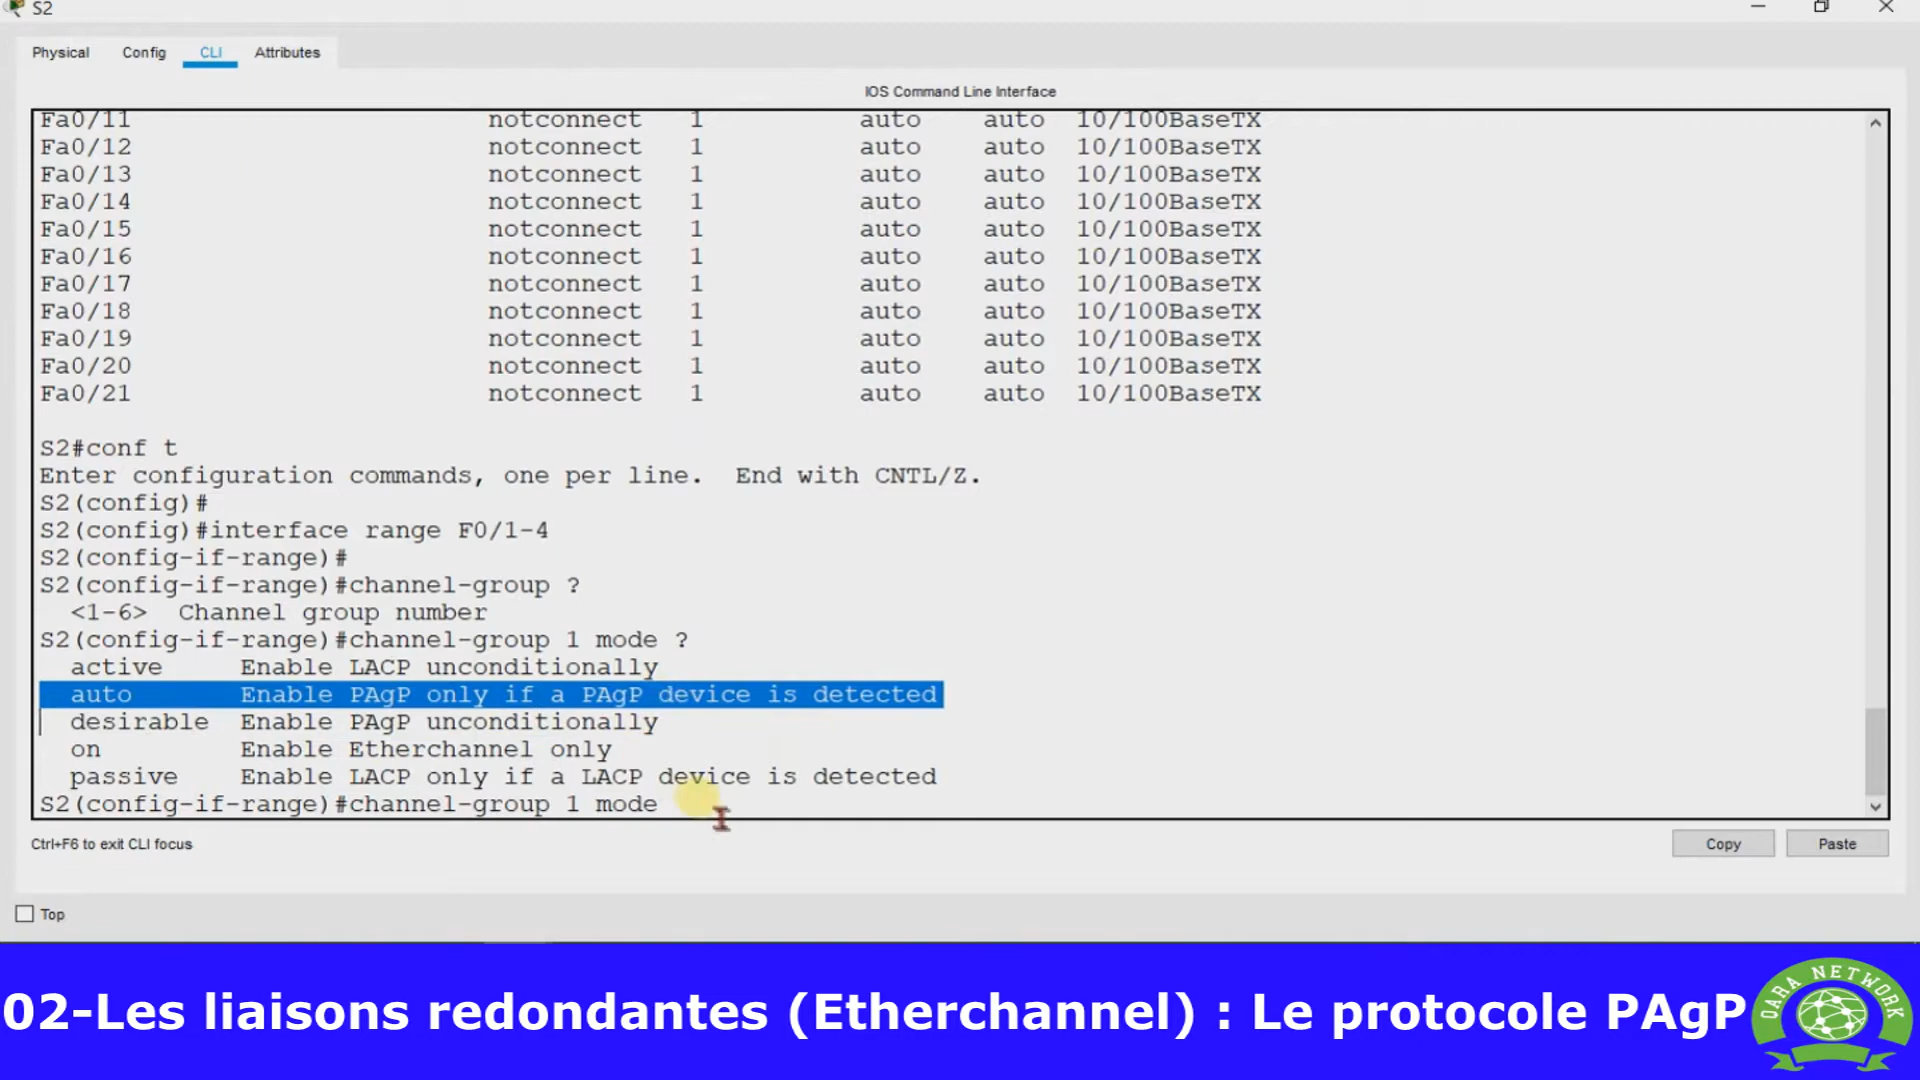 S2
Physical Config CLI Attributes
IOS Command Line Interface
Fa0/11 notconnect 1 auto auto 10/100BaseTX
Fa0/12 notconnect 1 auto auto 10/100BaseTX
Fa0/13 notconnect 1 auto auto 10/100BaseTX
Fa0/14 notconnect 1 auto auto 10/100BaseTX
Fa0/15 notconnect 1 auto auto 10/100BaseTX
Fa0/16 notconnect 1 auto auto 10/100BaseTX
Fa0/17 notconnect 1 auto auto 10/100BaseTX
Fa0/18 notconnect 1 auto auto 10/100BaseTX
Fa0/19 notconnect 1 auto auto 10/100BaseTX
Fa0/20 notconnect 1 auto auto 10/100BaseTX
Fa0/21 notconnect 1 auto auto 10/100BaseTX
S2#conf t
Enter configuration commands, one per line. End with CNTL/Z.
S2(config)#
S2(config)#interface range F0/1-4
S2(config-if-range)#
S2(config-if-range)#channel-group ?
<1-6> Channel group number
S2(config-if-range)#channel-group 1 mode ?
active Enable LACP unconditionally
auto Enable PAgP only if a PAgP device is detected
desirable Enable PAgP unconditionally
on Enable Etherchannel only
passive Enable LACP only if a LACP device is detected
S2(config-if-range)#channel-group 1 mode
Ctrl+F6 to exit CLI focus
Copy Paste
Top
02-Les liaisons redondantes (Etherchannel) : Le protocole PAgP
QARA NETWORK